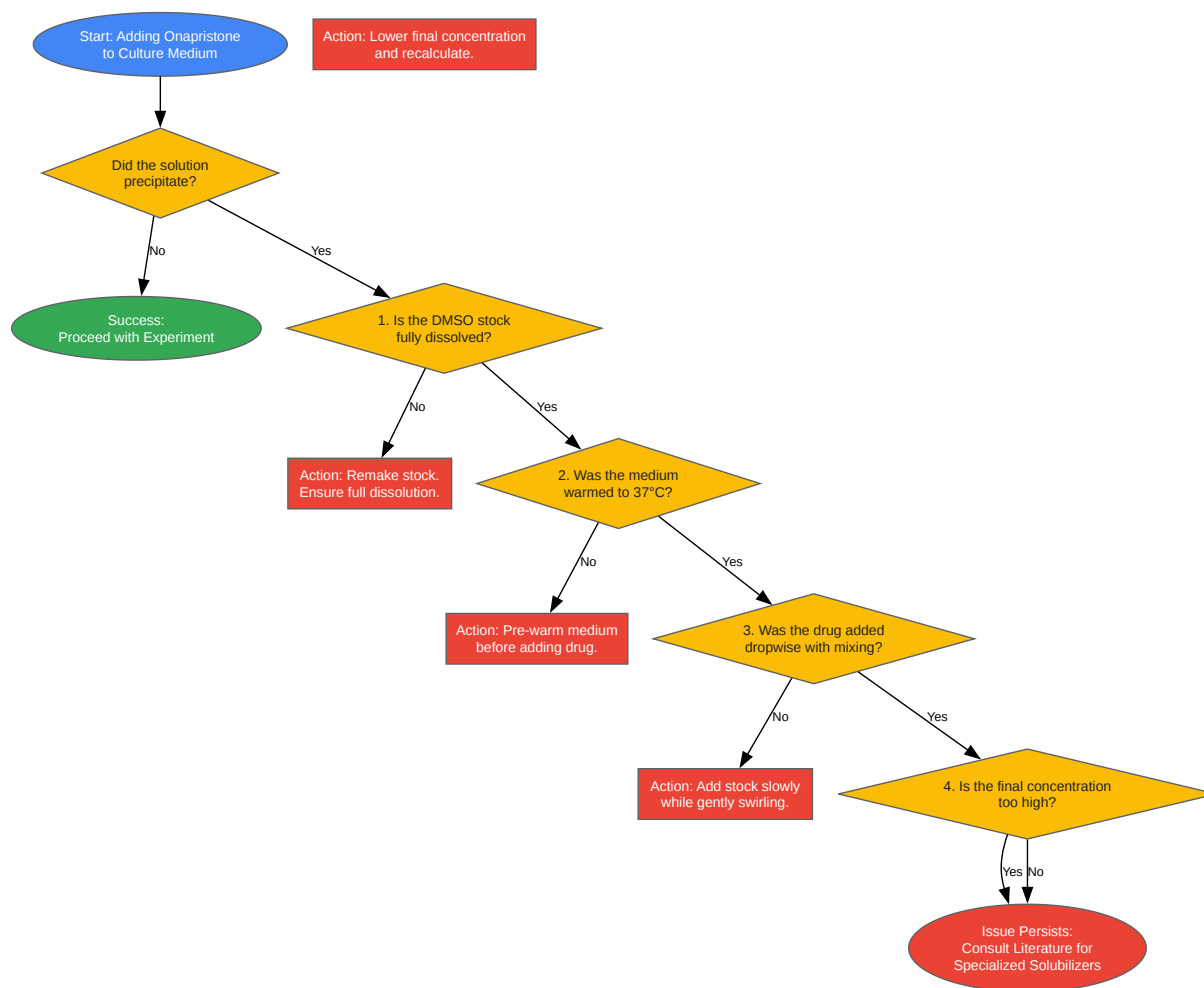 Start: Adding Onapristone
to Culture Medium
Action: Lower final concentration
and recalculate.
Did the solution
precipitate?
No
Yes
Success:
Proceed with Experiment
1. Is the DMSO stock
fully dissolved?
No
Yes
Action: Remake stock.
Ensure full dissolution.
2. Was the medium
warmed to 37°C?
No
Yes
Action: Pre-warm medium
before adding drug.
3. Was the drug added
dropwise with mixing?
No
Yes
Action: Add stock slowly
while gently swirling.
4. Is the final concentration
too high?
Yes
No
Issue Persists:
Consult Literature for
Specialized Solubilizers